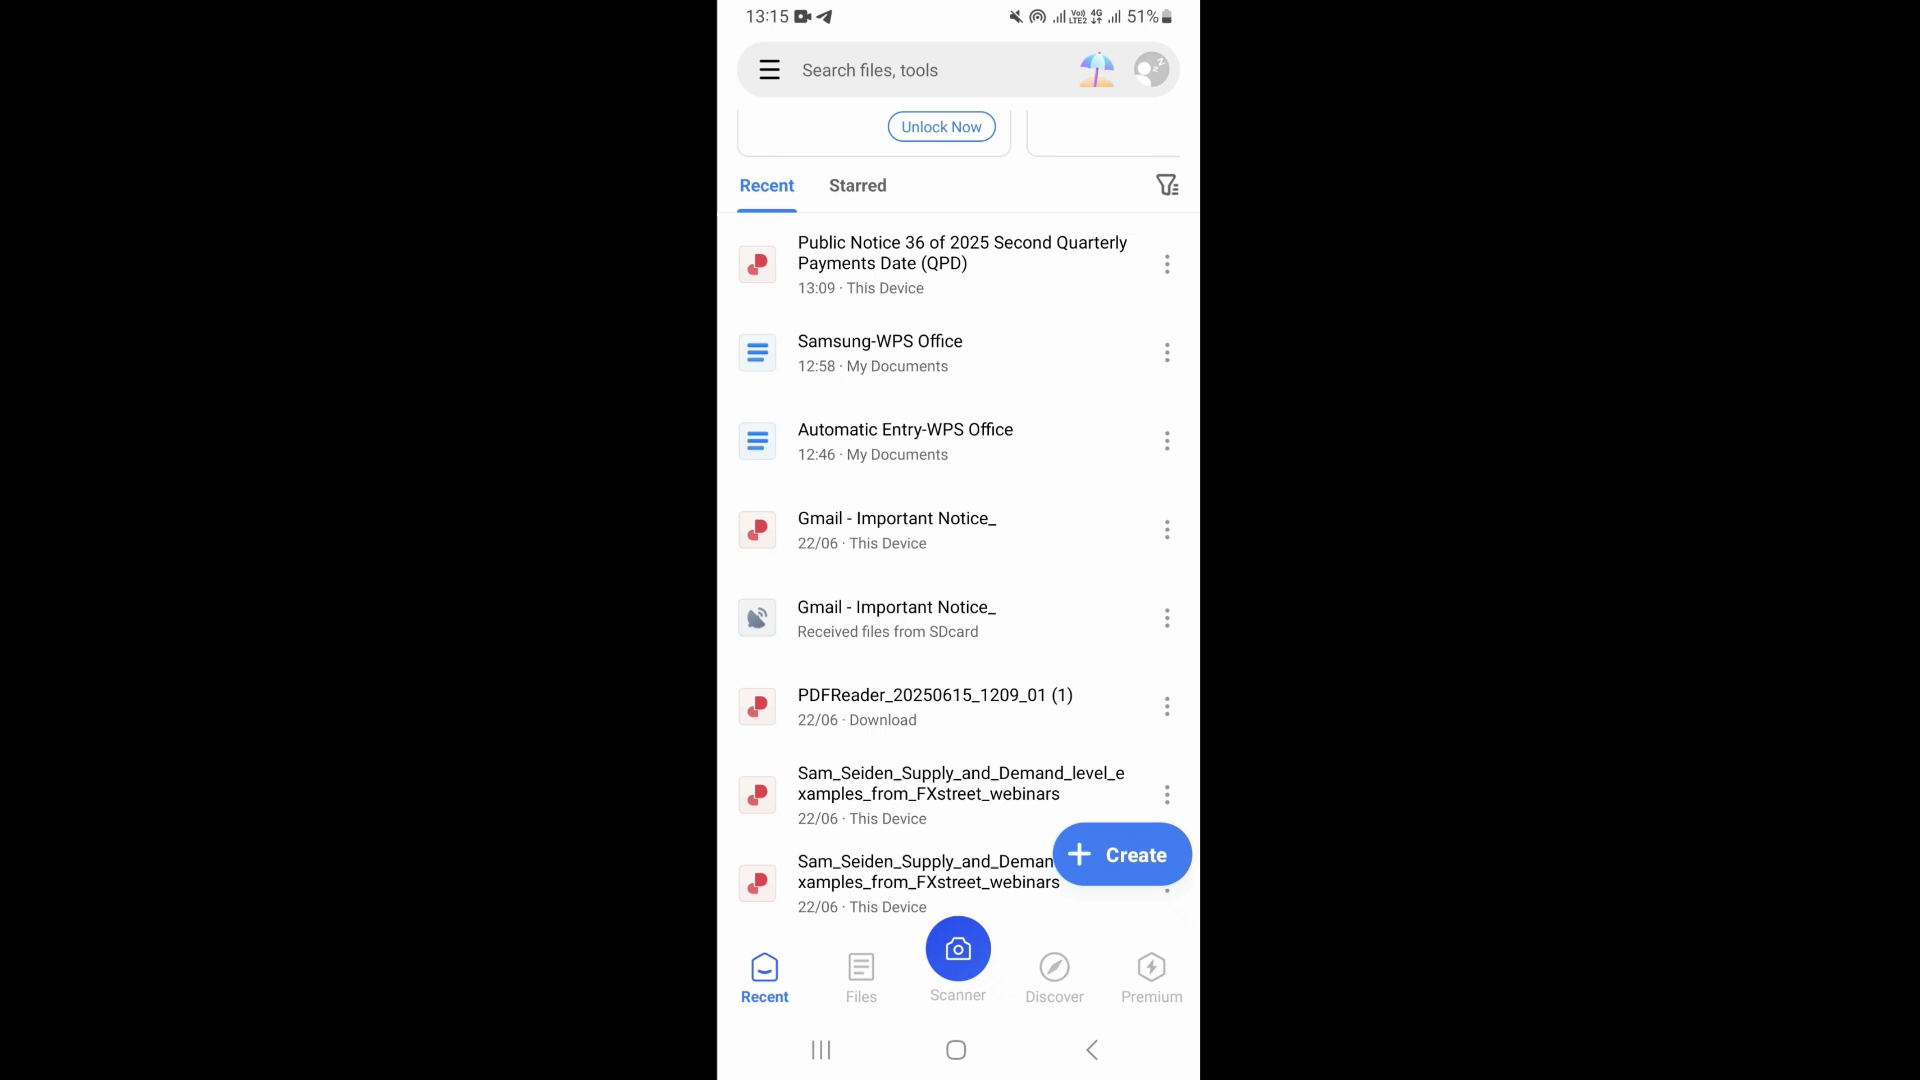 13:15 Vo)) LTE2 4G 51%
Search files, tools
Unlock Now
Recent Starred
Public Notice 36 of 2025 Second Quarterly
Payments Date (QPD)
13:09 · This Device
Samsung-WPS Office
12:58 · My Documents
Automatic Entry-WPS Office
12:46 · My Documents
Gmail - Important Notice_
22/06 · This Device
Gmail - Important Notice_
Received files from SDcard
PDFReader_20250615_1209_01 (1)
22/06 · Download
Sam_Seiden_Supply_and_Demand_level_e
xamples_from_FXstreet_webinars
22/06 · This Device
Create
Sam_Seiden_Supply_and_Deman
xamples_from_FXstreet_webinars
22/06 · This Device
Recent Files Scanner Discover Premium